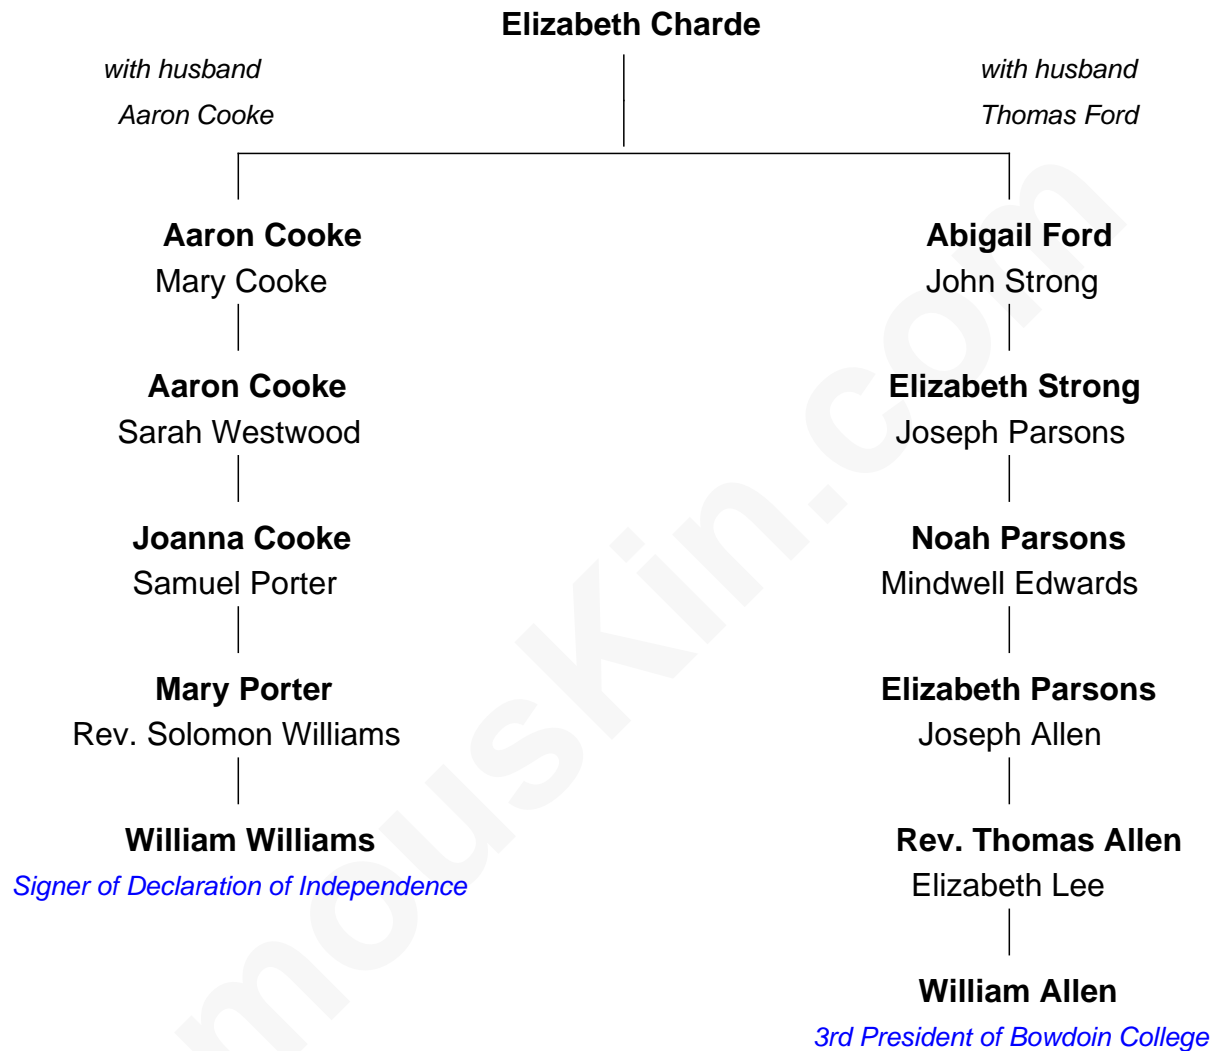 Elizabeth Charde
with husband
Aaron Cooke
with husband
Thomas Ford
Aaron Cooke
Mary Cooke
Abigail Ford
John Strong
Aaron Cooke
Sarah Westwood
Elizabeth Strong
Joseph Parsons
Joanna Cooke
Samuel Porter
Noah Parsons
Mindwell Edwards
Mary Porter
Rev. Solomon Williams
Elizabeth Parsons
Joseph Allen
William Williams
Signer of Declaration of Independence
Rev. Thomas Allen
Elizabeth Lee
William Allen
3rd President of Bowdoin College
mousKin.com